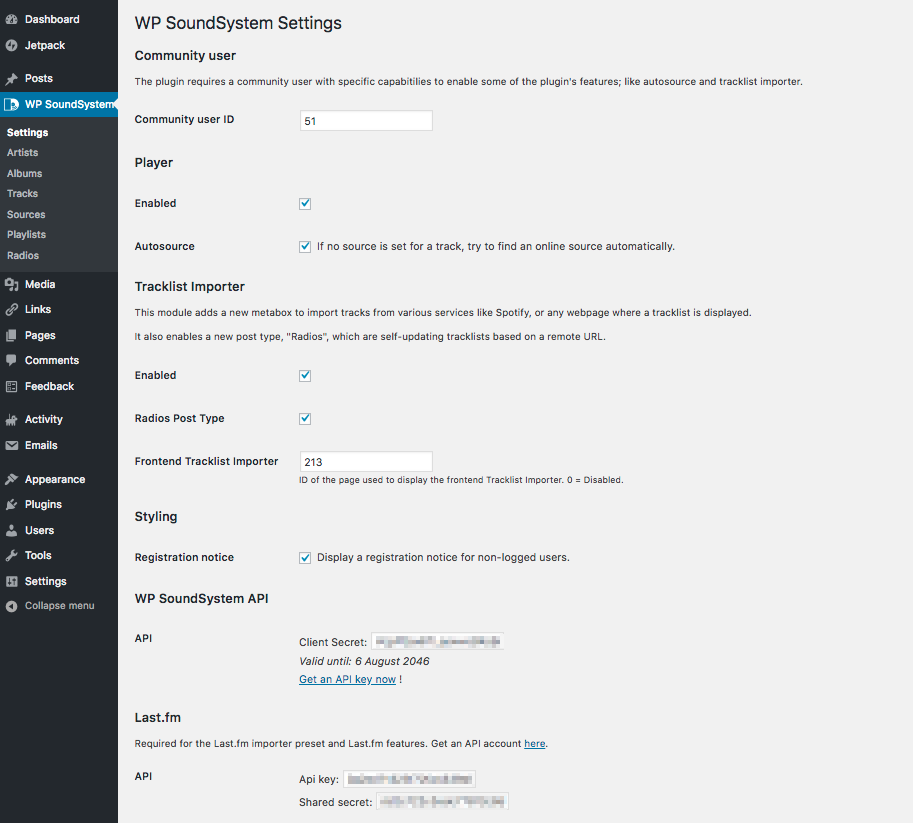 Dashboard
Jetpack
Posts
WP SoundSystem
Settings
Artists
Albums
Tracks
Sources
Playlists
Radios
Media
Links
Pages
Comments
Feedback
Activity
Emails
Appearance
Plugins
Users
Tools
Settings
Collapse menu
WP SoundSystem Settings
Community user
The plugin requires a community user with specific capabitilies to enable some of the plugin's features; like autosource and tracklist importer.
Community user ID 51
Player
Enabled
Autosource If no source is set for a track, try to find an online source automatically.
Tracklist Importer
This module adds a new metabox to import tracks from various services like Spotify, or any webpage where a tracklist is displayed.
It also enables a new post type, "Radios", which are self-updating tracklists based on a remote URL.
Enabled
Radios Post Type
Frontend Tracklist Importer 213
ID of the page used to display the frontend Tracklist Importer. 0 = Disabled.
Styling
Registration notice Display a registration notice for non-logged users.
WP SoundSystem API
API
Client Secret:
Valid until: 6 August 2046
Get an API key now !
Last.fm
Required for the Last.fm importer preset and Last.fm features. Get an API account here.
API
Api key:
Shared secret: